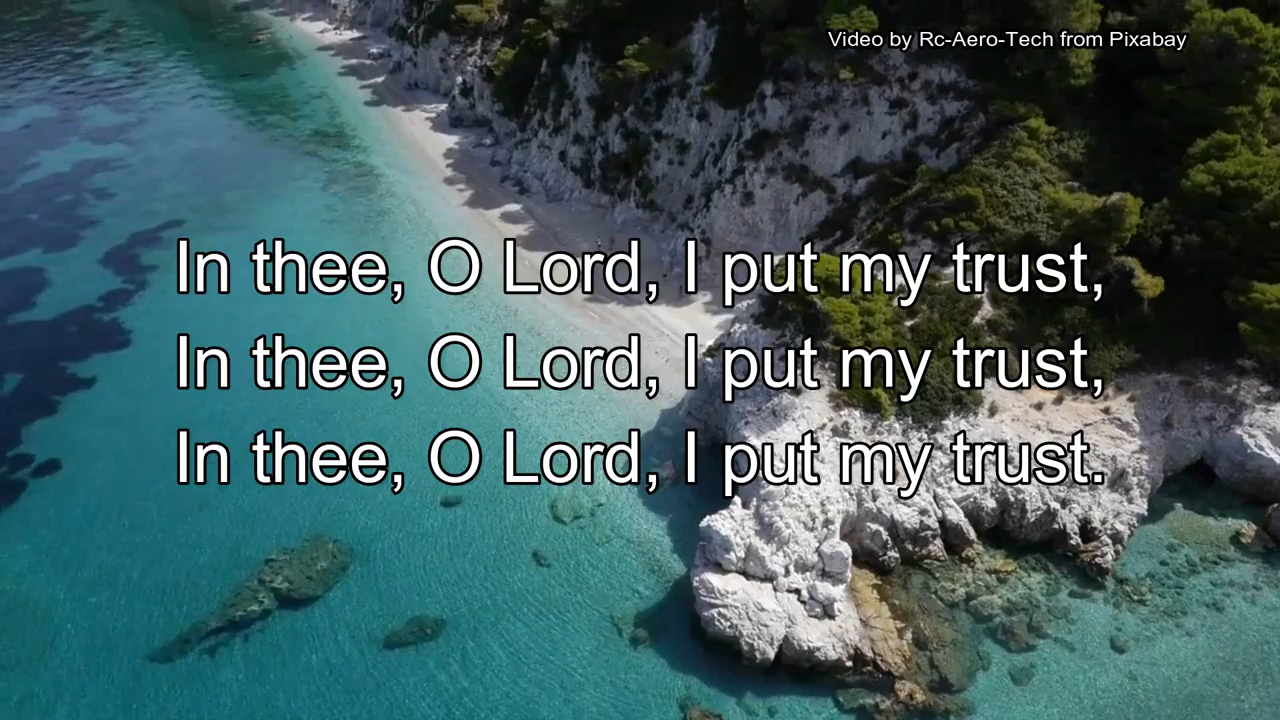 Video by Rc-Aero-Tech from Pixabay
In thee, O Lord, I put my trust,
In thee, O Lord, I put my trust,
In thee, O Lord, I put my trust.